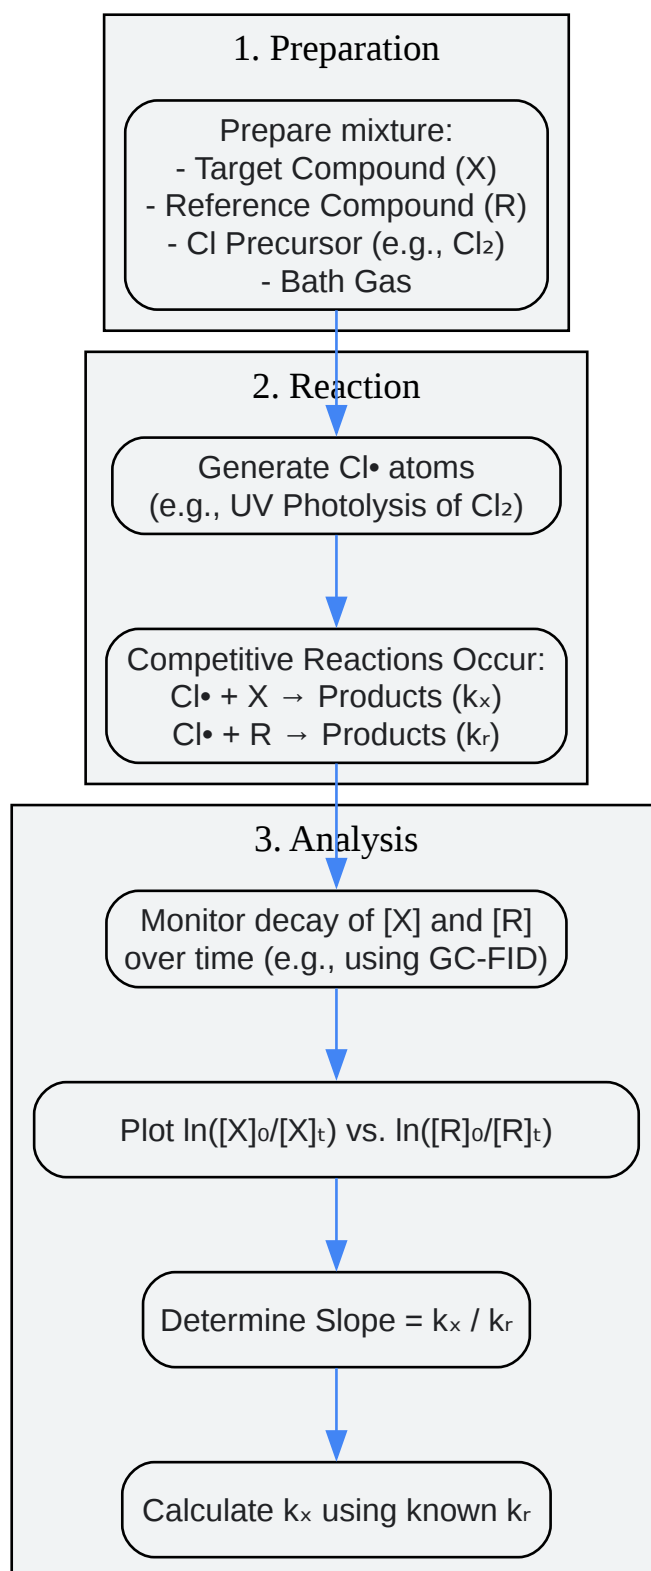 1. Preparation
Prepare mixture:
- Target Compound (X)
- Reference Compound (R)
- Cl Precursor (e.g., Cl₂)
- Bath Gas
2. Reaction
Generate Cl• atoms
(e.g., UV Photolysis of Cl₂)
Competitive Reactions Occur:
Cl• + X → Products (kₓ)
Cl• + R → Products (kᵣ)
3. Analysis
Monitor decay of [X] and [R]
over time (e.g., using GC-FID)
Plot ln([X]₀/[X]ₜ) vs. ln([R]₀/[R]ₜ)
Determine Slope = kₓ / kᵣ
Calculate kₓ using known kᵣ